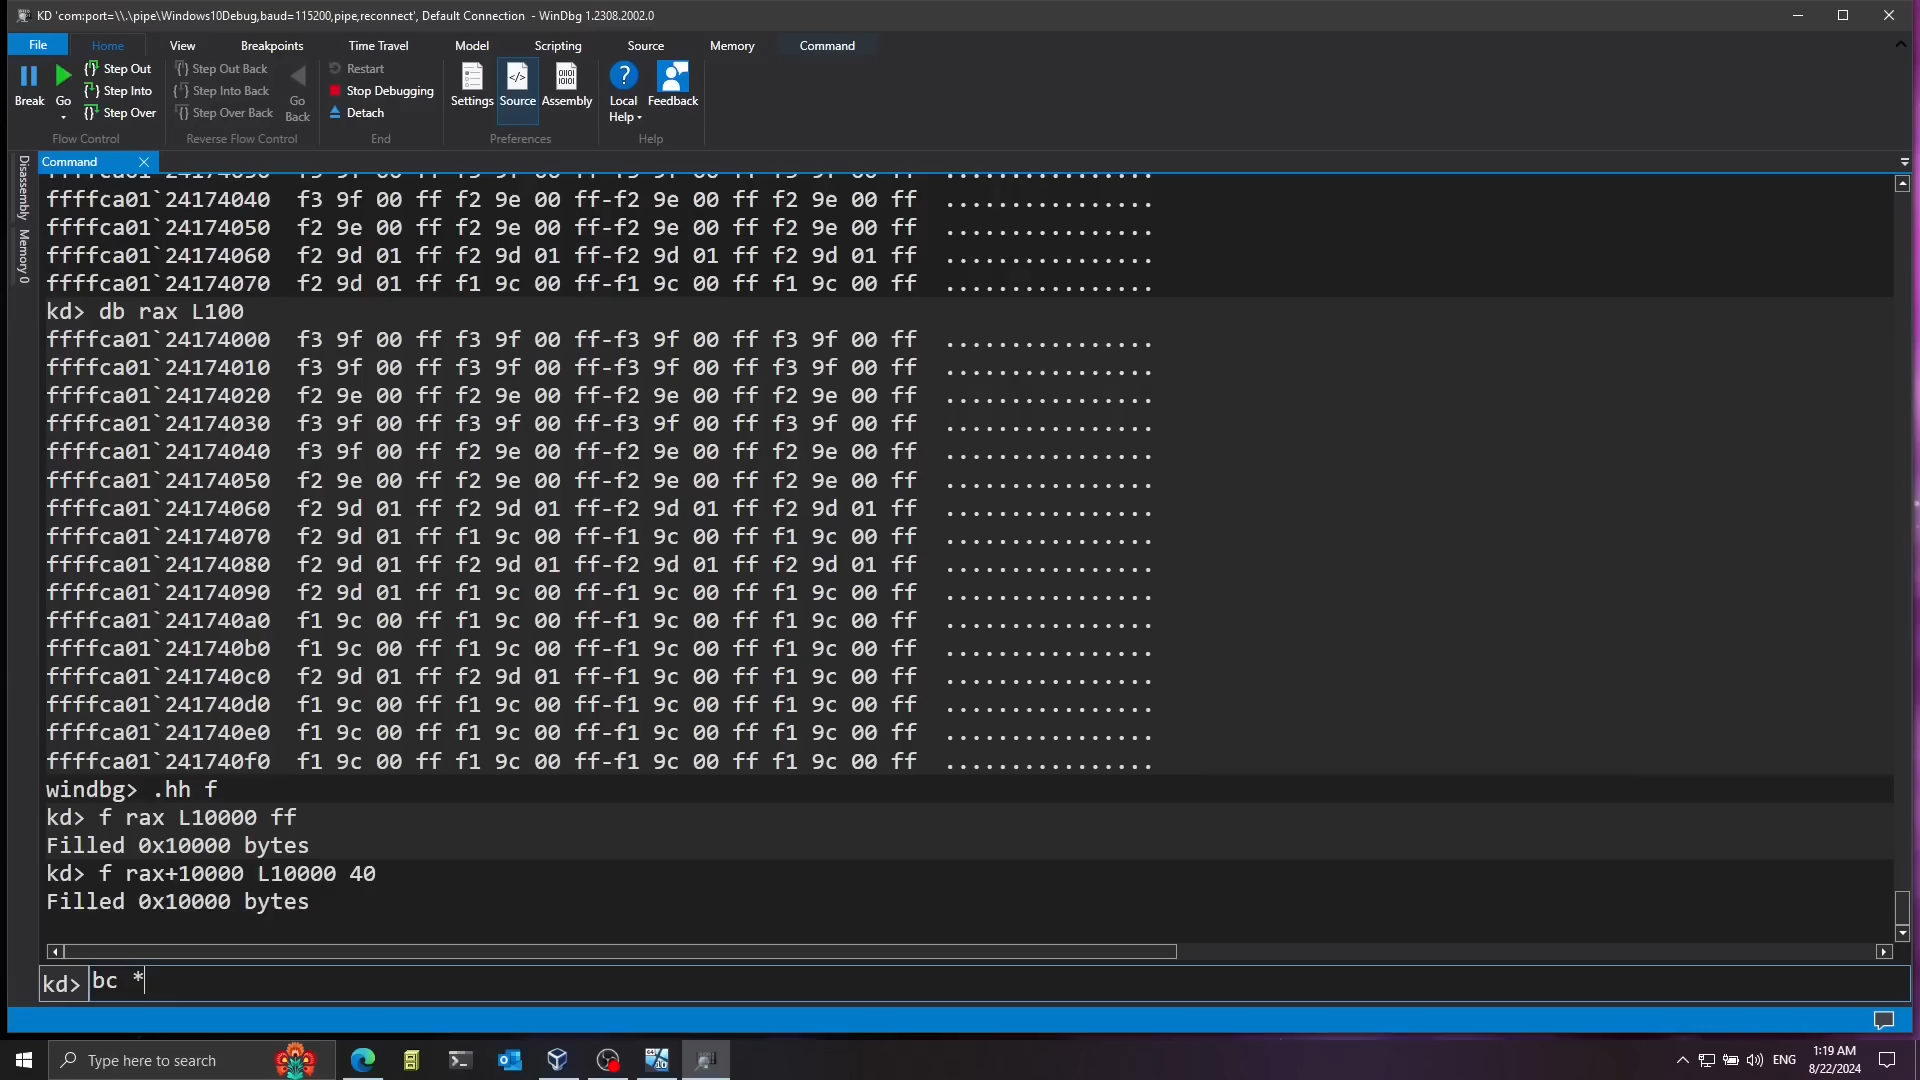 KD 'com:port=\\.\pipe\Windows10Debug,baud=115200,pipe,reconnect', Default Connection - WinDbg 1.2308.2002.0
File Home View Breakpoints Time Travel Model Scripting Source Memory Command
Break Go Step Out Step Into Step Over
Flow Control
Step Out Back Step Into Back Step Over Back Go Back
Reverse Flow Control
Restart Stop Debugging Detach
End
Settings Source Assembly
Preferences
Local Help Feedback
Help
Disassembly
Memory 0
Command
ffffca01`24174040  f3 9f 00 ff f2 9e 00 ff-f2 9e 00 ff f2 9e 00 ff  ................
ffffca01`24174050  f2 9e 00 ff f2 9e 00 ff-f2 9e 00 ff f2 9e 00 ff  ................
ffffca01`24174060  f2 9d 01 ff f2 9d 01 ff-f2 9d 01 ff f2 9d 01 ff  ................
ffffca01`24174070  f2 9d 01 ff f1 9c 00 ff-f1 9c 00 ff f1 9c 00 ff  ................
kd> db rax L100
ffffca01`24174000  f3 9f 00 ff f3 9f 00 ff-f3 9f 00 ff f3 9f 00 ff  ................
ffffca01`24174010  f3 9f 00 ff f3 9f 00 ff-f3 9f 00 ff f3 9f 00 ff  ................
ffffca01`24174020  f2 9e 00 ff f2 9e 00 ff-f2 9e 00 ff f2 9e 00 ff  ................
ffffca01`24174030  f3 9f 00 ff f3 9f 00 ff-f3 9f 00 ff f3 9f 00 ff  ................
ffffca01`24174040  f3 9f 00 ff f2 9e 00 ff-f2 9e 00 ff f2 9e 00 ff  ................
ffffca01`24174050  f2 9e 00 ff f2 9e 00 ff-f2 9e 00 ff f2 9e 00 ff  ................
ffffca01`24174060  f2 9d 01 ff f2 9d 01 ff-f2 9d 01 ff f2 9d 01 ff  ................
ffffca01`24174070  f2 9d 01 ff f1 9c 00 ff-f1 9c 00 ff f1 9c 00 ff  ................
ffffca01`24174080  f2 9d 01 ff f2 9d 01 ff-f2 9d 01 ff f2 9d 01 ff  ................
ffffca01`24174090  f2 9d 01 ff f1 9c 00 ff-f1 9c 00 ff f1 9c 00 ff  ................
ffffca01`241740a0  f1 9c 00 ff f1 9c 00 ff-f1 9c 00 ff f1 9c 00 ff  ................
ffffca01`241740b0  f1 9c 00 ff f1 9c 00 ff-f1 9c 00 ff f1 9c 00 ff  ................
ffffca01`241740c0  f2 9d 01 ff f2 9d 01 ff-f1 9c 00 ff f1 9c 00 ff  ................
ffffca01`241740d0  f1 9c 00 ff f1 9c 00 ff-f1 9c 00 ff f1 9c 00 ff  ................
ffffca01`241740e0  f1 9c 00 ff f1 9c 00 ff-f1 9c 00 ff f1 9c 00 ff  ................
ffffca01`241740f0  f1 9c 00 ff f1 9c 00 ff-f1 9c 00 ff f1 9c 00 ff  ................
windbg> .hh f
kd> f rax L10000 ff
Filled 0x10000 bytes
kd> f rax+10000 L10000 40
Filled 0x10000 bytes
kd> bc *
Type here to search
ENG
1:19 AM
8/22/2024